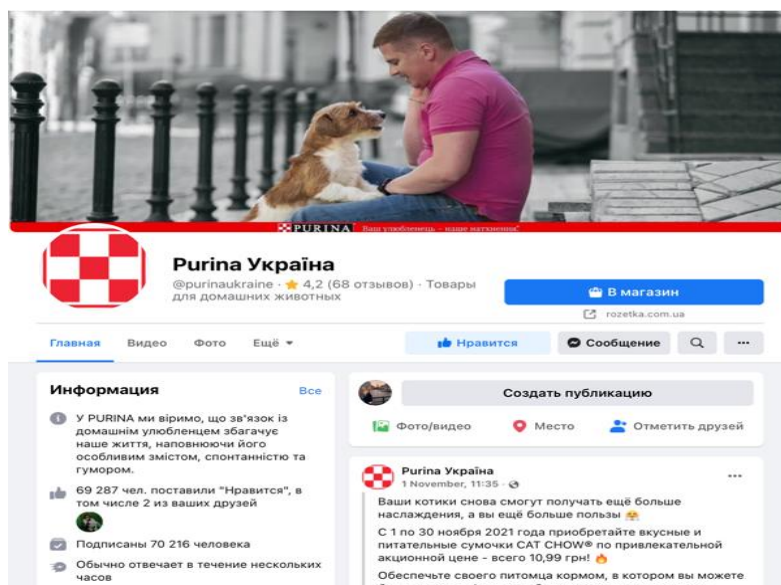 PURINA Ваш улюбленець – наше натхнення!
Purina Україна
@purinaukraine · 4,2 (68 отзывов) · Товары
для домашних животных
В магазин
rozetka.com.ua
Главная Видео Фото Ещё
Нравится Сообщение
Информация Все
У PURINA ми віримо, що зв'язок із
домашнім улюбленцем збагачує
наше життя, наповнюючи його
особливим змістом, спонтанністю та
гумором.
69 287 чел. поставили "Нравится", в
том числе 2 из ваших друзей
Подписаны 70 216 человека
Обычно отвечает в течение нескольких
часов
Создать публикацию
Фото/видео Место Отметить друзей
Purina Україна
1 November, 11:35 ·
Ваши котики снова смогут получать ещё больше
наслаждения, а вы ещё больше пользы
С 1 по 30 ноября 2021 года приобретайте вкусные и
питательные сумочки CAT CHOW® по привлекательной
акционной цене - всего 10,99 грн!
Обеспечьте своего питомца кормом, в котором вы можете